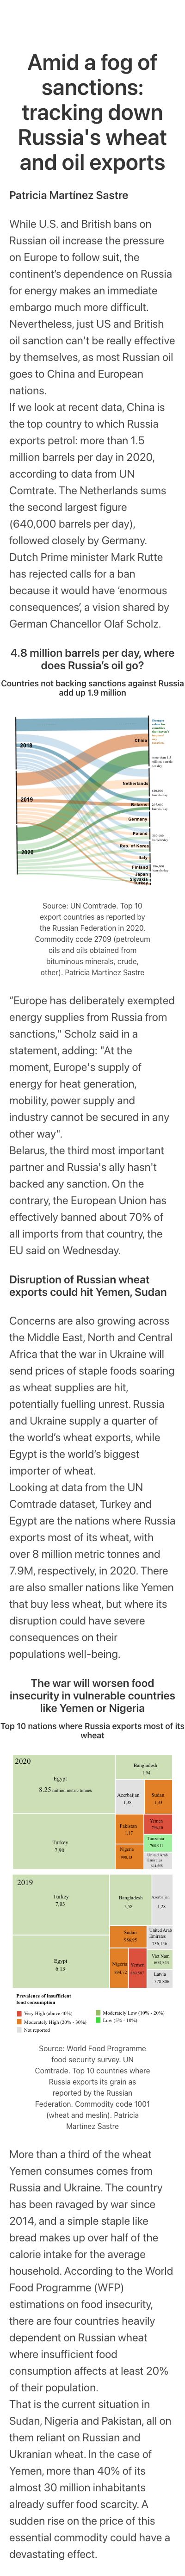 Amid a fog of
sanctions:
tracking down
Russia's wheat
and oil exports
Patricia Martínez Sastre
While U.S. and British bans on
Russian oil increase the pressure
on Europe to follow suit, the
continent's dependence on Russia
for energy makes an immediate
embargo much more difficult.
Nevertheless, just US and British
oil sanction can't be really effective
by themselves, as most Russian oil
goes to China and European
nations.
If we look at recent data, China is
the top country to which Russia
exports petrol: more than 1.5
million barrels per day in 2020,
according to data from UN
Comtrate. The Netherlands sums
the second largest figure
(640,000 barrels per day),
followed closely by Germany.
Dutch Prime minister Mark Rutte
has rejected calls for a ban
because it would have 'enormous
consequences', a vision shared by
German Chancellor Olaf Scholz.
4.8 million barrels per day, where
does Russia's oil go?
Countries not backing sanctions against Russia
add up 1.9 million
2018
2019
2020
China
more than 1.5
million barrels
per day
Netherlands
Belarus
Germany
Poland
Rep. of Korea
Italy
Finland
Japan
Slovakia
Turkey
Source: UN Comtrade. Top 10
export countries as reported by
the Russian Federation in 2020.
Commodity code 2709 (petroleum
oils and oils obtained from
bituminous minerals, crude,
other). Patricia Martínez Sastre
"Europe has deliberately exempted
energy supplies from Russia from
sanctions," Scholz said in a
statement, adding: "At the
moment, Europe's supply of
energy for heat generation,
mobility, power supply and
industry cannot be secured in any
other way".
Belarus, the third most important
partner and Russia's ally hasn't
backed any sanction. On the
contrary, the European Union has
effectively banned about 70% of
all imports from that country, the
EU said on Wednesday.
Disruption of Russian wheat
exports could hit Yemen, Sudan
Concerns are also growing across
the Middle East, North and Central
Africa that the war in Ukraine will
send prices of staple foods soaring
as wheat supplies are hit,
potentially fuelling unrest. Russia
and Ukraine supply a quarter of
the world's wheat exports, while
Egypt is the world's biggest
importer of wheat.
Looking at data from the UN
Comtrade dataset, Turkey and
Egypt are the nations where Russia
exports most of its wheat, with
over 8 million metric tonnes and
7.9M, respectively, in 2020. There
are also smaller nations like Yemen
that buy less wheat, but where its
disruption could have severe
consequences on their
populations well-being.
The war will worsen food
insecurity in vulnerable countries
like Yemen or Nigeria
Top 10 nations where Russia exports most of its
wheat
2020
Egypt
8.25 million metric tonnes
Turkey
7,90
Bangladesh
1,94
Azerbaijan
1,38
Sudan
1,33
Pakistan
1,17
Yemen
Tanzania
Nigeria
United Arab
Emirates
2019
Turkey
7,03
Egypt
6.13
Bangladesh
2,50
Azerbaijan
1,28
Sudan
United Arab
Emirates
736,156
Nigeria
Yemen
Viet Nam
604,503
Latvia
578,806
Prevalence of insufficient
food consumption
Very High (above 40%)
Moderately High (20% - 30%)
Not reported
Moderately Low (10% - 20%)
Low (5% - 10%)
Source: World Food Programme
food security survey. UN
Comtrade. Top 10 countries where
Russia exports its grain as
reported by the Russian
Federation. Commodity code 1001
(wheat and meslin). Patricia
Martínez Sastre
More than a third of the wheat
Yemen consumes comes from
Russia and Ukraine. The country
has been ravaged by war since
2014, and a simple staple like
bread makes up over half of the
calorie intake for the average
household. According to the World
Food Programme (WFP)
estimations on food insecurity,
there are four countries heavily
dependent on Russian wheat
where insufficient food
consumption affects at least 20%
of their population.
That is the current situation in
Sudan, Nigeria and Pakistan, all on
them reliant on Russian and
Ukranian wheat. In the case of
Yemen, more than 40% of its
almost 30 million inhabitants
already suffer food scarcity. A
sudden rise on the price of this
essential commodity could have a
devastating effect.